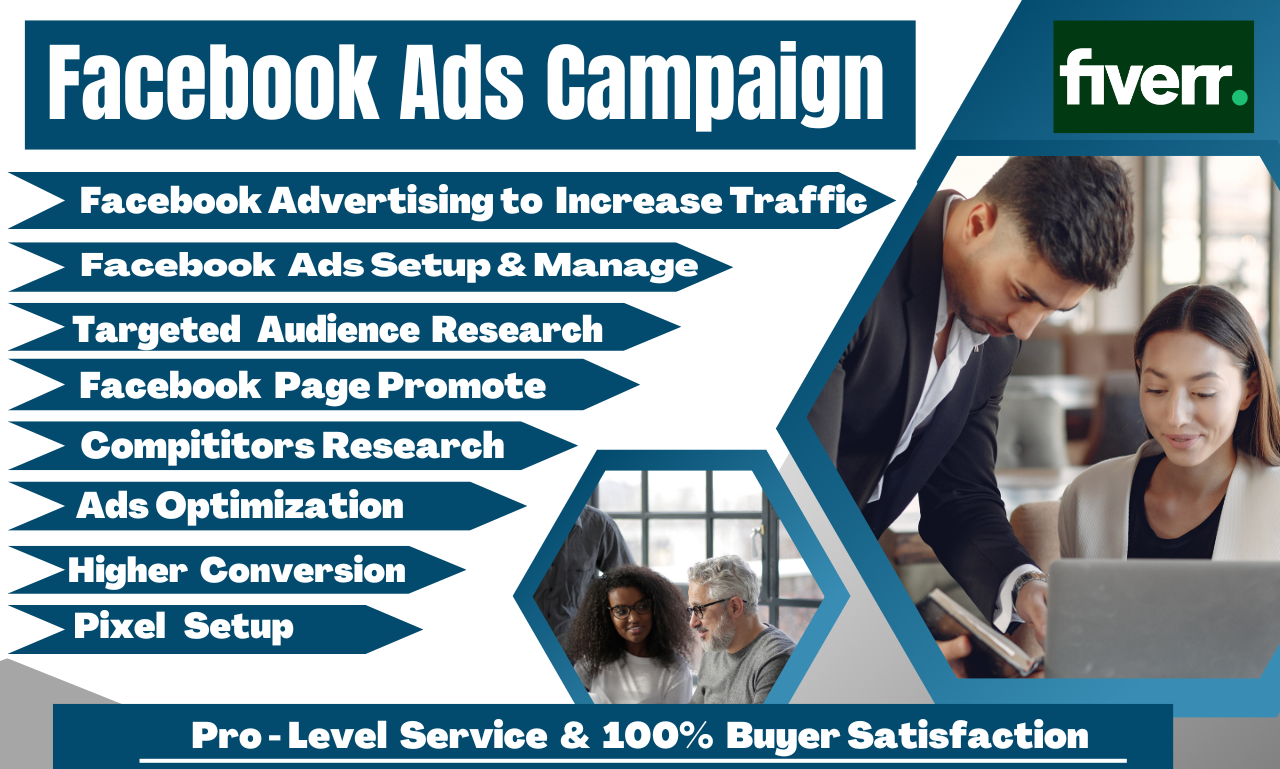 Facebook Ads Campaign
fiverr.
Facebook Advertising to Increase Traffic
Facebook Ads Setup & Manage
Targeted Audience Research
Facebook Page Promote
Compititors Research
Ads Optimization
Higher Conversion
Pixel Setup
Pro - Level Service & 100% Buyer Satisfaction